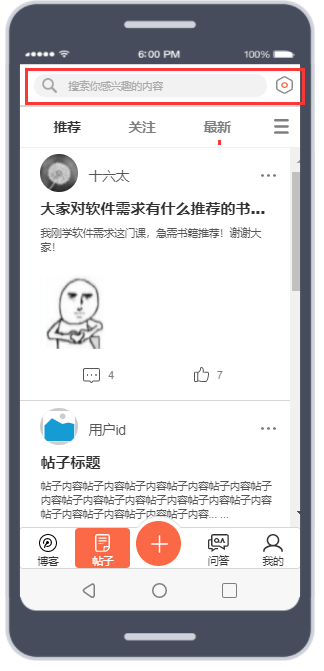 6:00 PM
100%
搜索你感兴趣的内容
推荐
关注
最新
十六太
大家对软件需求有什么推荐的书...
我刚学软件需求这门课，急需书籍推荐！谢谢大
家！
4
7
用户id
帖子标题
帖子内容帖子内容帖子内容帖子内容帖子内容帖子
内容帖子内容帖子内容帖子内容帖子内容帖子内容
帖子内容帖子内容帖子内容帖子内容... ...
博客
帖子
问答
我的